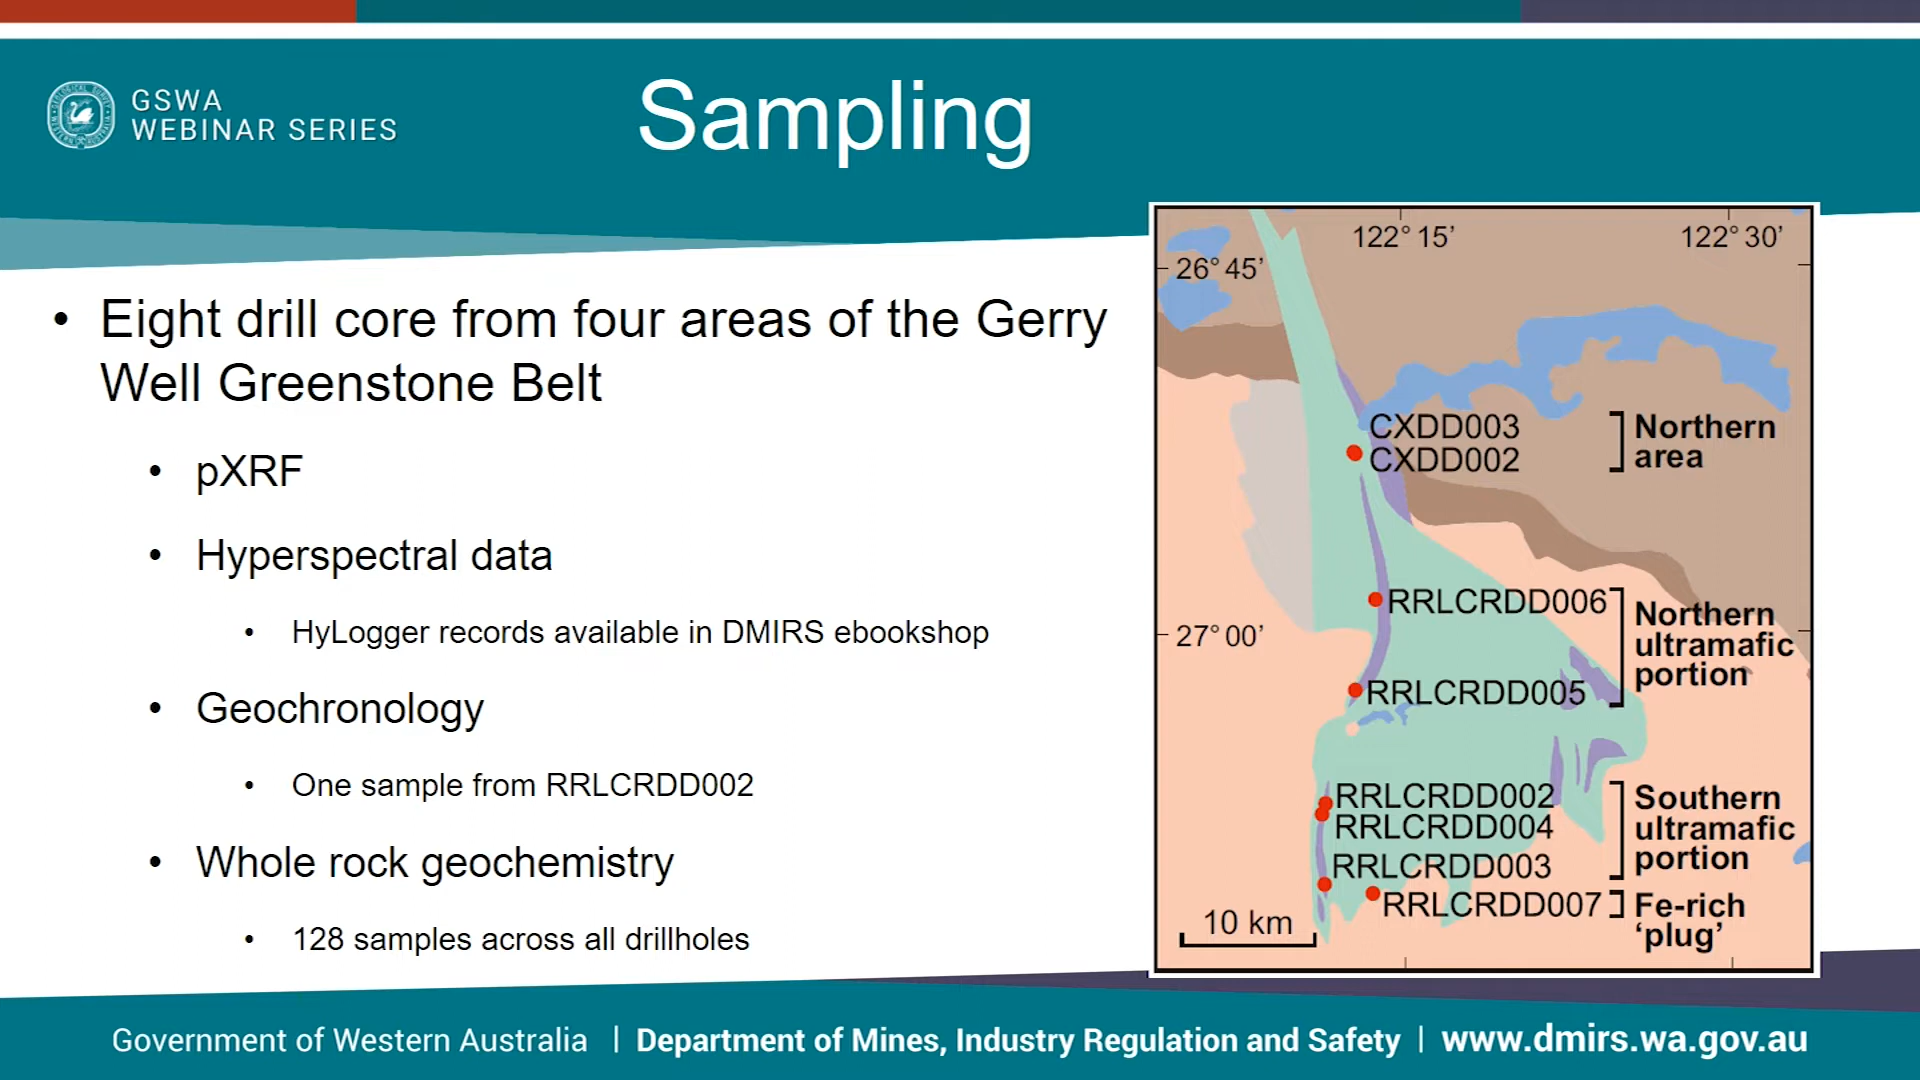 GSWA
WEBINAR SERIES
Sampling
• Eight drill core from four areas of the Gerry
Well Greenstone Belt
• pXRF
• Hyperspectral data
• HyLogger records available in DMIRS ebookshop
• Geochronology
• One sample from RRLCRDD002
• Whole rock geochemistry
• 128 samples across all drillholes
122° 15’
122° 30’
26° 45’
CXDD003
CXDD002
Northern
area
RRLCRDD006
Northern
ultramafic
portion
27° 00’
RRLCRDD005
RRLCRDD002
RRLCRDD004
RRLCRDD003
Southern
ultramafic
portion
RRLCRDD007
Fe-rich
‘plug’
10 km
Government of Western Australia | Department of Mines, Industry Regulation and Safety | www.dmirs.wa.gov.au